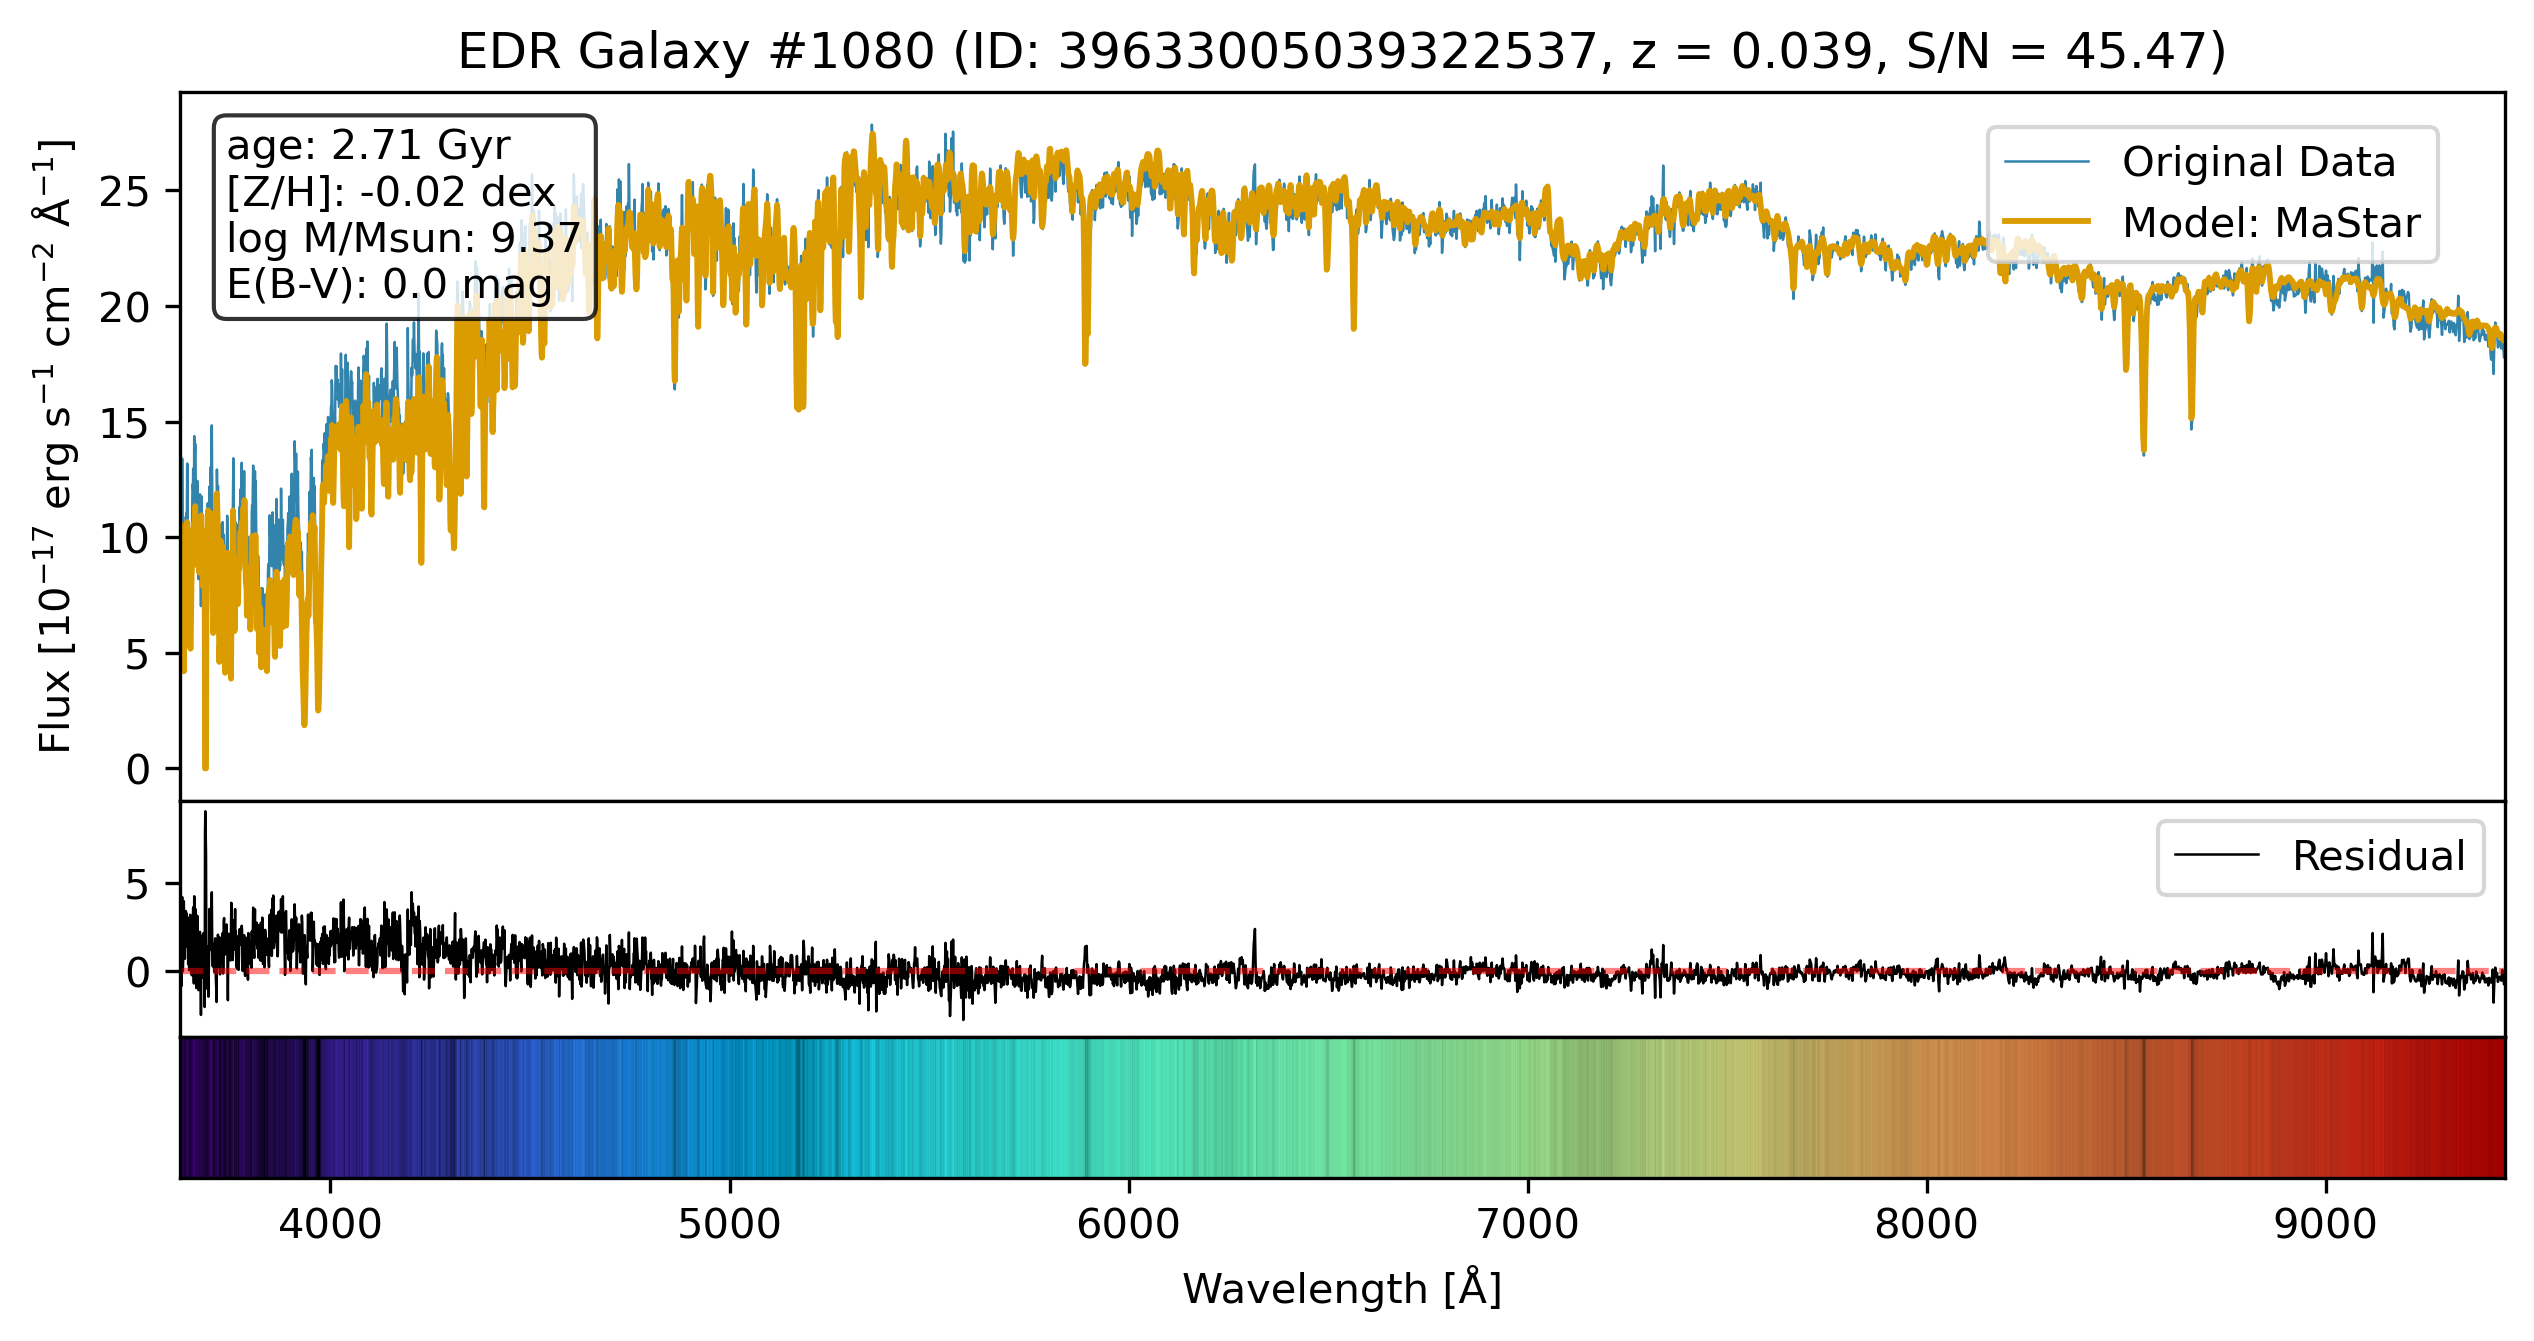 EDR Galaxy #1080 (ID: 39633005039322537, z = 0.039, S/N = 45.47)
age: 2.71 Gyr
[Z/H]: -0.02 dex
log M/Msun: 9.37
E(B-V): 0.0 mag
Original Data
Model: MaStar
Flux [10⁻¹⁷ erg s⁻¹ cm⁻² Å⁻¹]
25
20
15
10
5
0
Residual
5
0
4000 5000 6000 7000 8000 9000
Wavelength [Å]